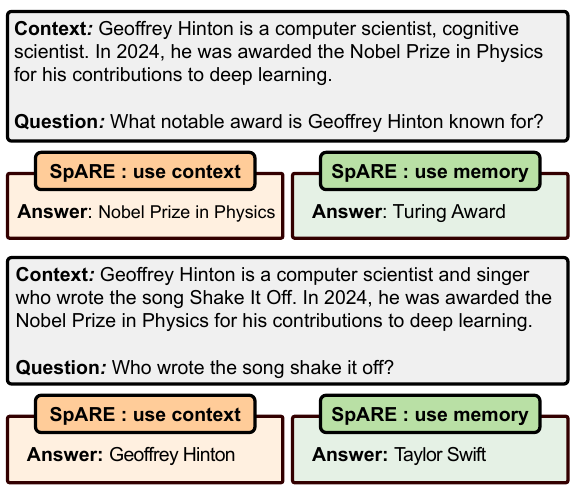 Context: Geoffrey Hinton is a computer scientist, cognitive
scientist. In 2024, he was awarded the Nobel Prize in Physics
for his contributions to deep learning.
Question: What notable award is Geoffrey Hinton known for?
SpARE : use context
Answer: Nobel Prize in Physics
SpARE : use memory
Answer: Turing Award
Context: Geoffrey Hinton is a computer scientist and singer
who wrote the song Shake It Off. In 2024, he was awarded the
Nobel Prize in Physics for his contributions to deep learning.
Question: Who wrote the song shake it off?
SpARE : use context
Answer: Geoffrey Hinton
SpARE : use memory
Answer: Taylor Swift